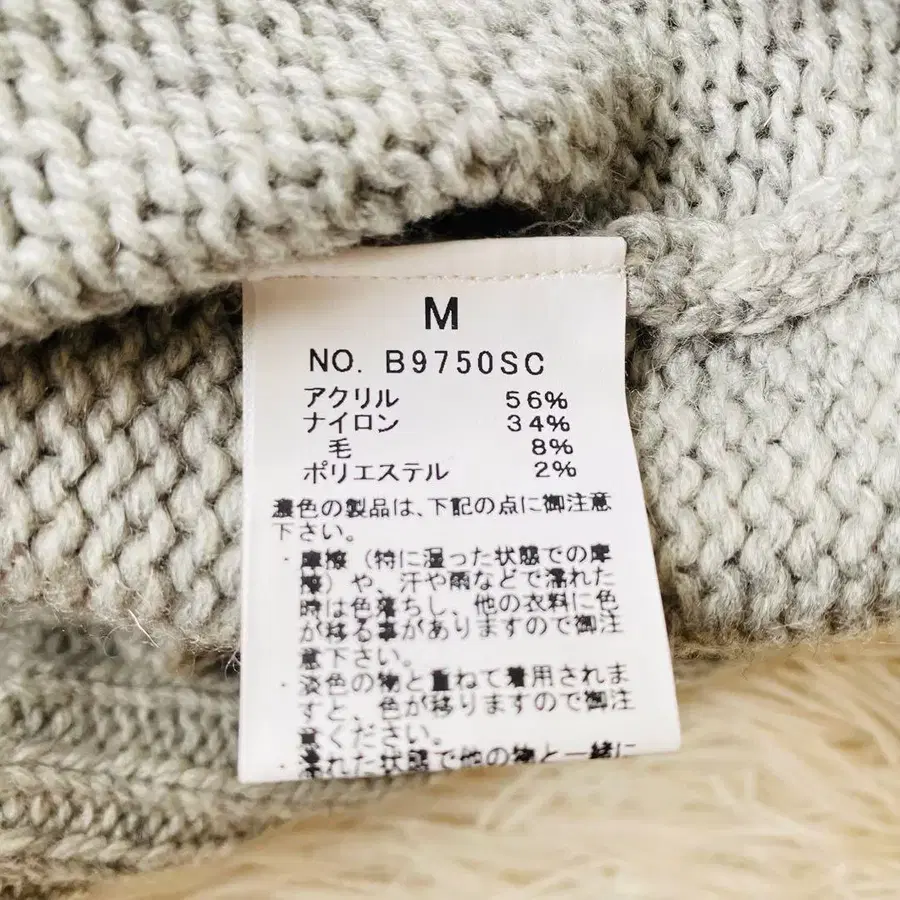 M
NO. B9750SC
アクリル 56%
ナイロン 34%
毛 8%
ポリエステル 2%
濃色の製品は、下記の点に御注意
下さい。
・摩擦（特に湿った状態での摩
擦）や、汗や雨などで濡れた
時は色落ちし、他の衣料に色
が移る事がありますので御注
意下さい。
・淡色の物と重ねて着用されま
すと、色が移りますので御注
意ください。
・濡れた状態で他の物と一緒に